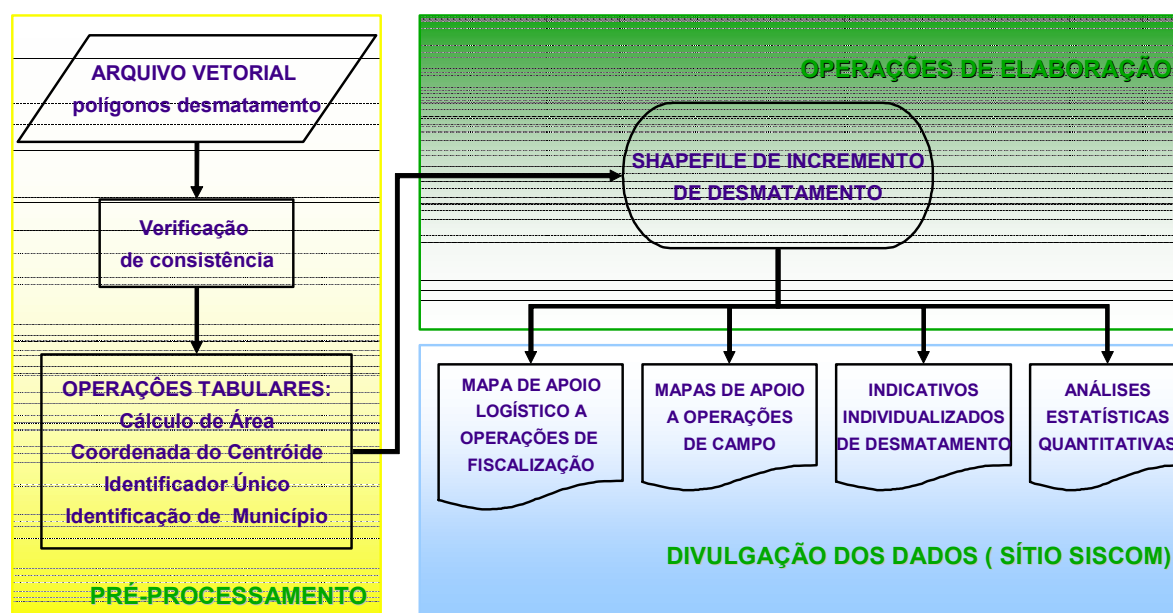 ARQUIVO VETORIAL
polígonos desmatamento
Verificação
de consistência
OPERAÇÔES TABULARES:
Cálculo de Área
Coordenada do Centróide
Identificador Único
Identificação de Município
PRÉ-PROCESSAMENTO
OPERAÇÕES DE ELABORAÇÃO
SHAPEFILE DE INCREMENTO
DE DESMATAMENTO
MAPA DE APOIO
LOGÍSTICO A
OPERAÇÕES DE
FISCALIZAÇÃO
MAPAS DE APOIO
A OPERAÇÕES
DE CAMPO
INDICATIVOS
INDIVIDUALIZADOS
DE DESMATAMENTO
ANÁLISES
ESTATÍSTICAS
QUANTITATIVAS
DIVULGAÇÃO DOS DADOS ( SÍTIO SISCOM)